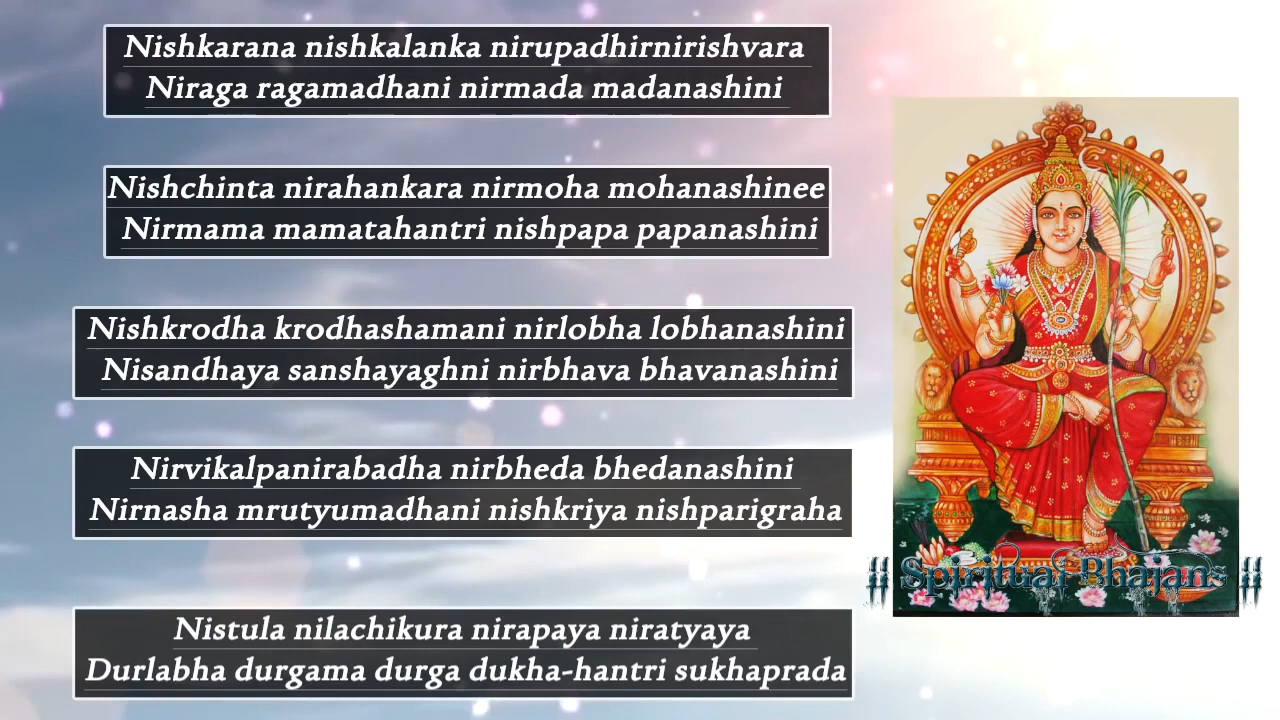 Nishkarana nishkalanka nirupadhirnirishvara
Niraga ragamadhani nirmada madanashini
Nishchinta nirahankara nirmoha mohanashinee
Nirmama mamatahantri nishpapa papanashini
Nishkrodha krodhashamani nirlobha lobhanashini
Nisandhaya sanshayaghni nirbhava bhavanashini
Nirvikalpanirabadha nirbheda bhedanashini
Nirnasha mrutyumadhani nishkriya nishparigraha
Nistula nilachikura nirapaya niratyaya
Durlabha durgama durga dukha-hantri sukhaprada
|| Spiritual Bhajans ||